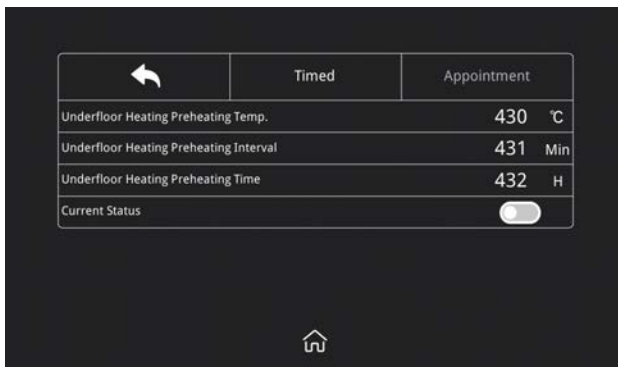 Timed Appointment
Underfloor Heating Preheating Temp. 430 ℃
Underfloor Heating Preheating Interval 431 Min
Underfloor Heating Preheating Time 432 H
Current Status